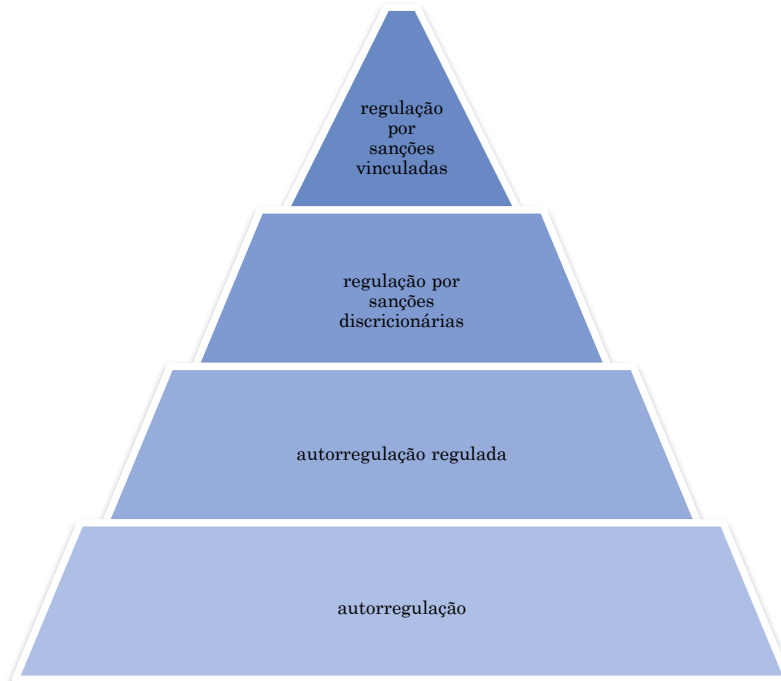 regulação
por
sanções
vinculadas
regulação por
sanções
discricionárias
autorregulação regulada
autorregulação